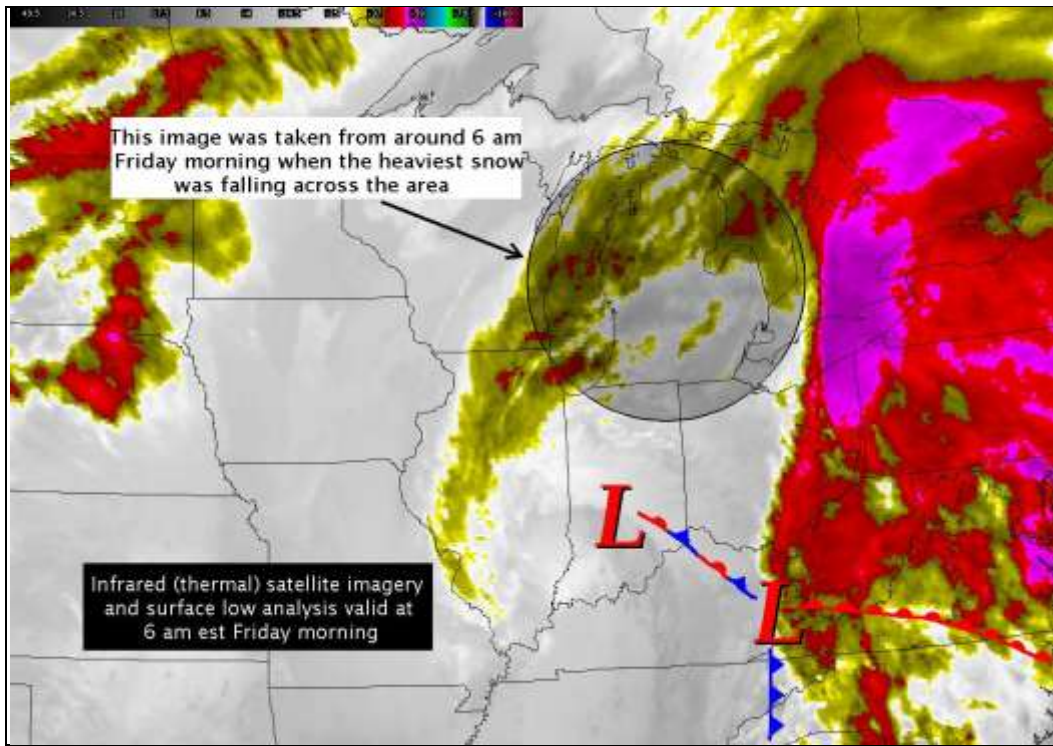 This image was taken from around 6 am
Friday morning when the heaviest snow
was falling across the area
L
L
Infrared (thermal) satellite imagery
and surface low analysis valid at
6 am est Friday morning